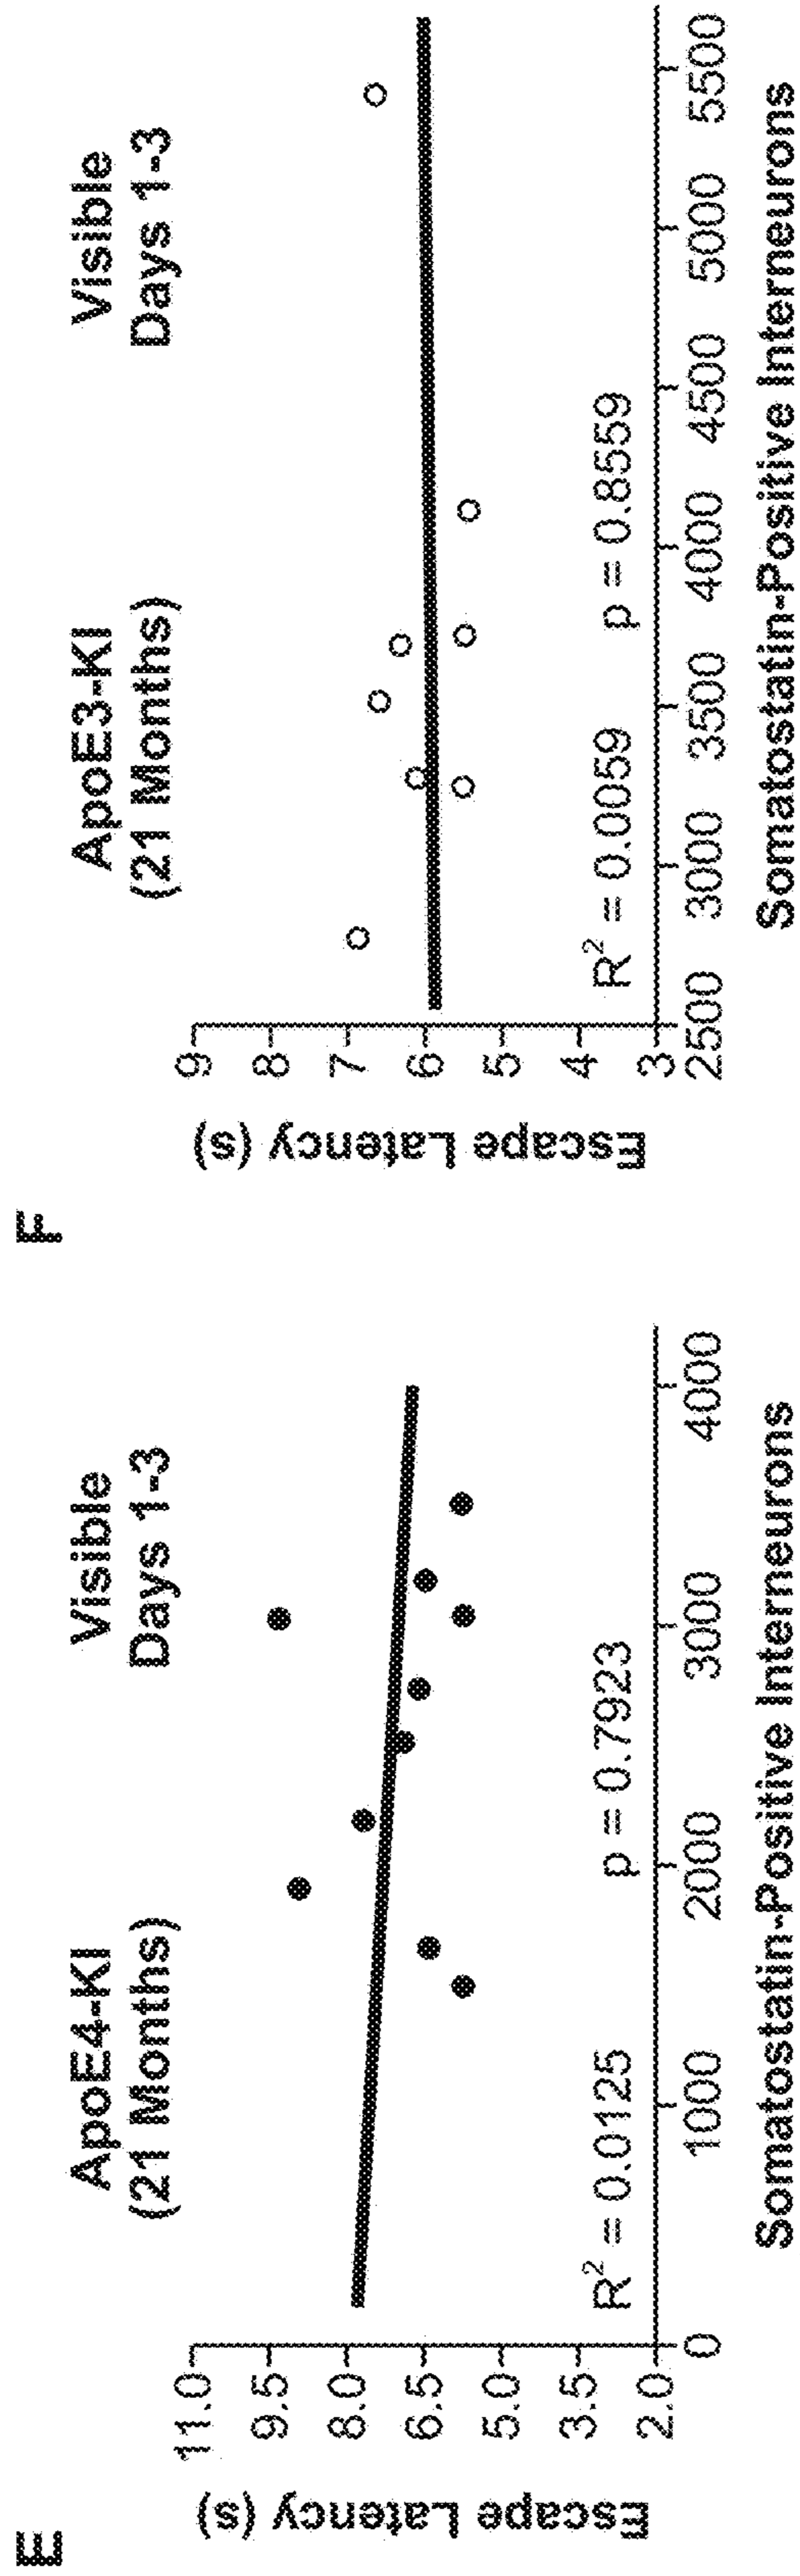 E
ApoE4-KI
(21 Months)
Visible
Days 1-3
Escape Latency (s)
11.0
9.5
8.0
6.5
5.0
3.5
2.0
R² = 0.0125
p = 0.7923
0
1000
2000
3000
4000
Somatostatin-Positive Interneurons
F
ApoE3-KI
(21 Months)
Visible
Days 1-3
Escape Latency (s)
9
8
7
6
5
4
3
R² = 0.0059
p = 0.8559
2500
3000
3500
4000
4500
5000
5500
Somatostatin-Positive Interneurons